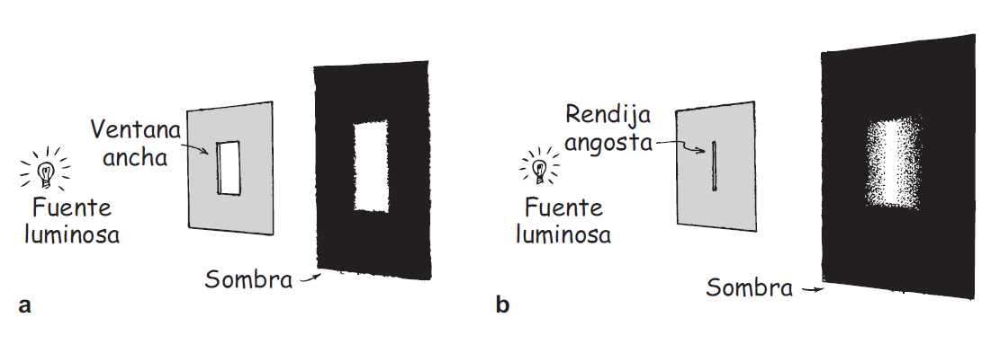 Ventana
ancha
Fuente
luminosa
Sombra
a
Rendija
angosta
Fuente
luminosa
Sombra
b